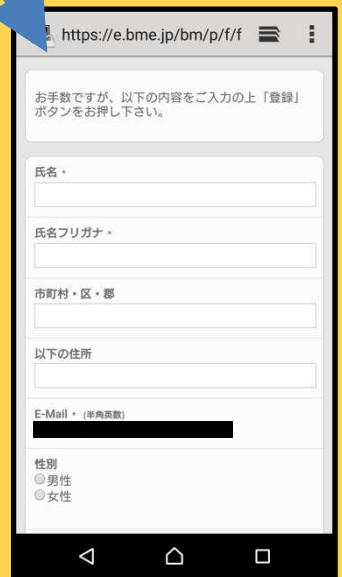 https://e.bme.jp/bm/p/f/f
お手数ですが、以下の内容をご入力の上「登録」
ボタンをお押し下さい。
氏名 *
氏名フリガナ *
市町村・区・郡
以下の住所
E-Mail * (半角英数)
性別
男性
女性